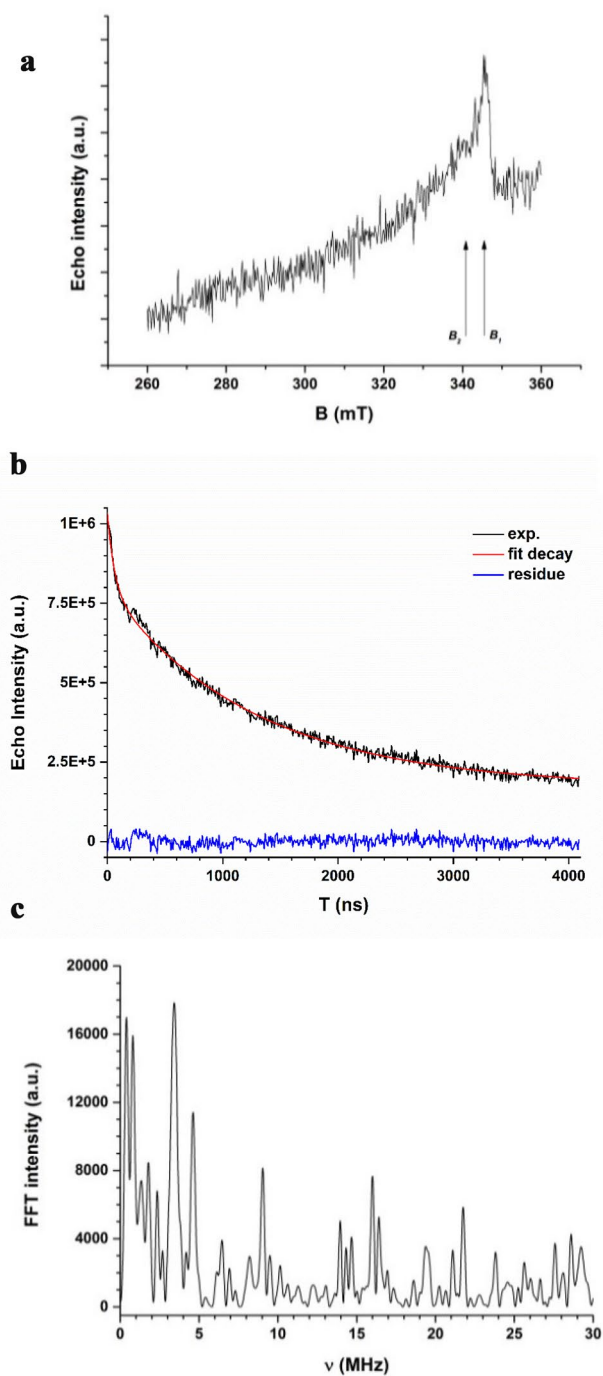 a
Echo intensity (a.u.)
B₂ B₁
260 280 300 320 340 360
B (mT)
b
1E+6
7.5E+5
5E+5
2.5E+5
0
Echo Intensity (a.u.)
exp.
fit decay
residue
0 1000 2000 3000 4000
T (ns)
c
20000
16000
12000
8000
4000
0
FFT intensity (a.u.)
0 5 10 15 20 25 30
ν (MHz)